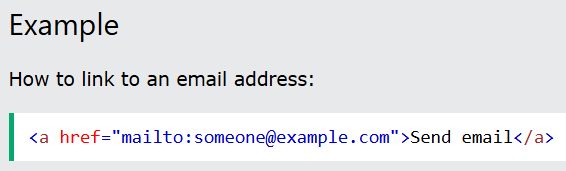 Example
How to link to an email address:
<a href="mailto:someone@example.com">Send email</a>